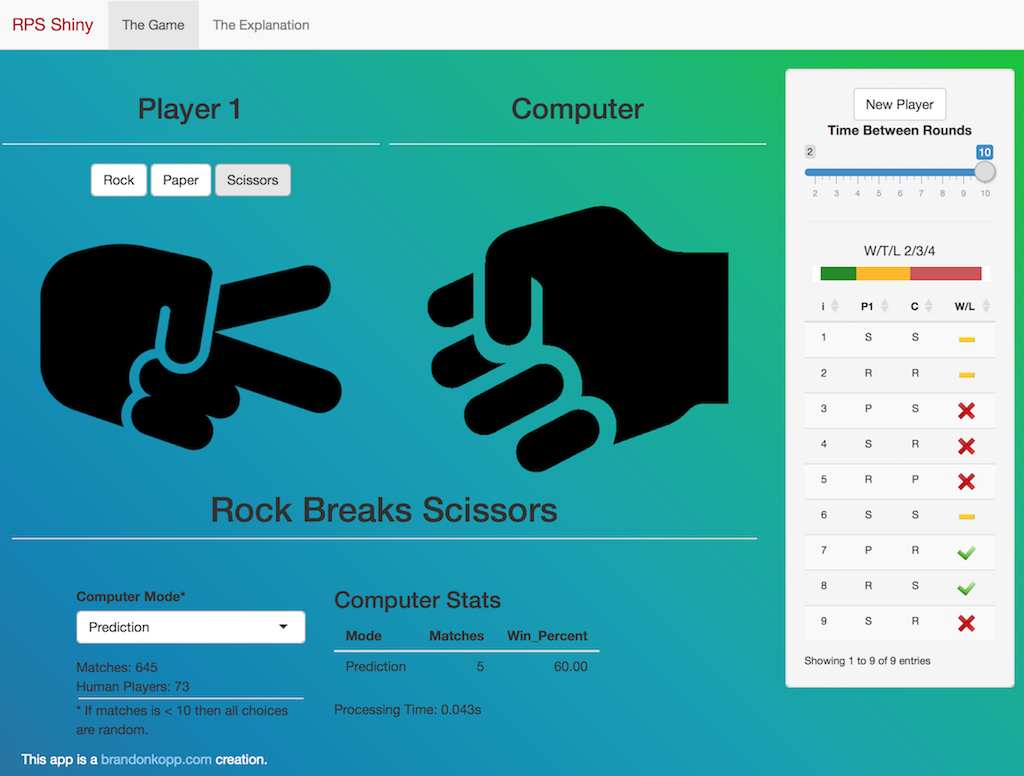 RPS Shiny The Game The Explanation
Player 1 Computer
Rock Paper Scissors
Rock Breaks Scissors
Computer Mode*
Prediction
Matches: 645
Human Players: 73
* If matches is < 10 then all choices
are random.
Computer Stats
Mode Matches Win_Percent
Prediction 5 60.00
Processing Time: 0.043s
This app is a brandonkopp.com creation.
New Player
Time Between Rounds
2 10
2 3 4 5 6 7 8 9 10
W/T/L 2/3/4
i P1 C W/L
1 S S
2 R R
3 P S
4 S R
5 R P
6 S S
7 P R
8 R S
9 S R
Showing 1 to 9 of 9 entries